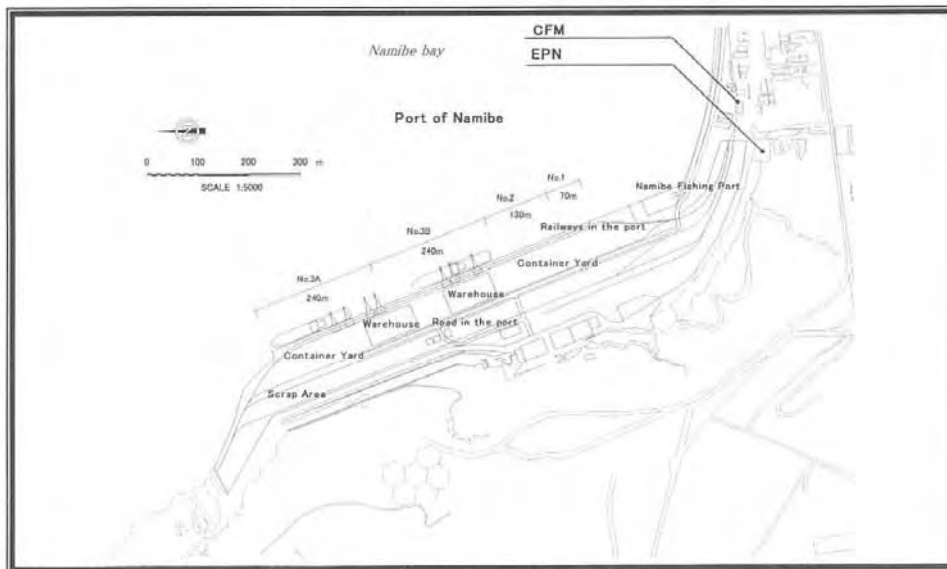 CFM
Namibe bay
EPN
Port of Namibe
0 100 200 300 m
SCALE 1:5000
No.1
70m
No.2
130m
Namibe Fishing Port
No.3B
240m
Railways in the port
Container Yard
No.3A
240m
Warehouse
Warehouse
Road in the port
Container Yard
Scrap Area